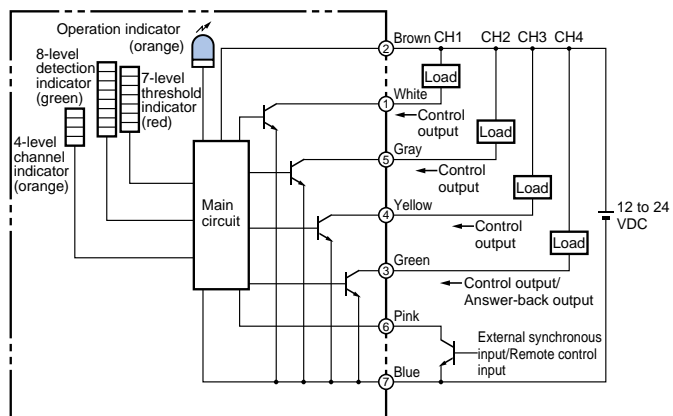 Operation indicator
(orange)
8-level
detection
indicator
(green)
7-level
threshold
indicator
(red)
4-level
channel
indicator
(orange)
Main
circuit
2 Brown CH1 CH2 CH3 CH4
Load
1 White
Control
output
Load
5 Gray
Control
output
Load
4 Yellow
Control
output
12 to 24
VDC
Load
3 Green
Control output/
Answer-back output
6 Pink
External synchronous
input/Remote control
input
7 Blue